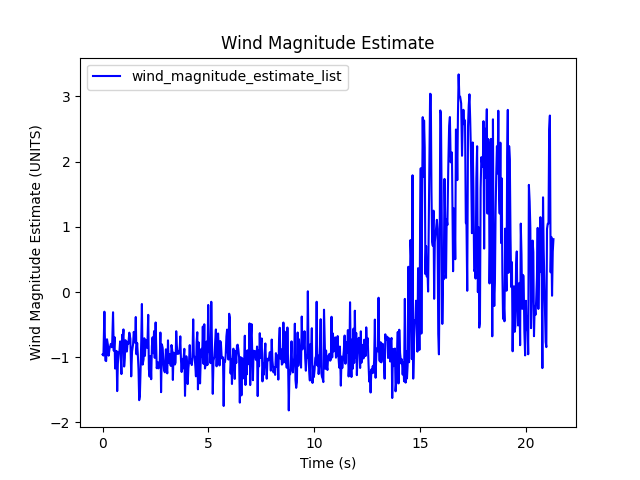 Wind Magnitude Estimate
wind_magnitude_estimate_list
Wind Magnitude Estimate (UNITS)
3
2
1
0
−1
−2
0 5 10 15 20
Time (s)